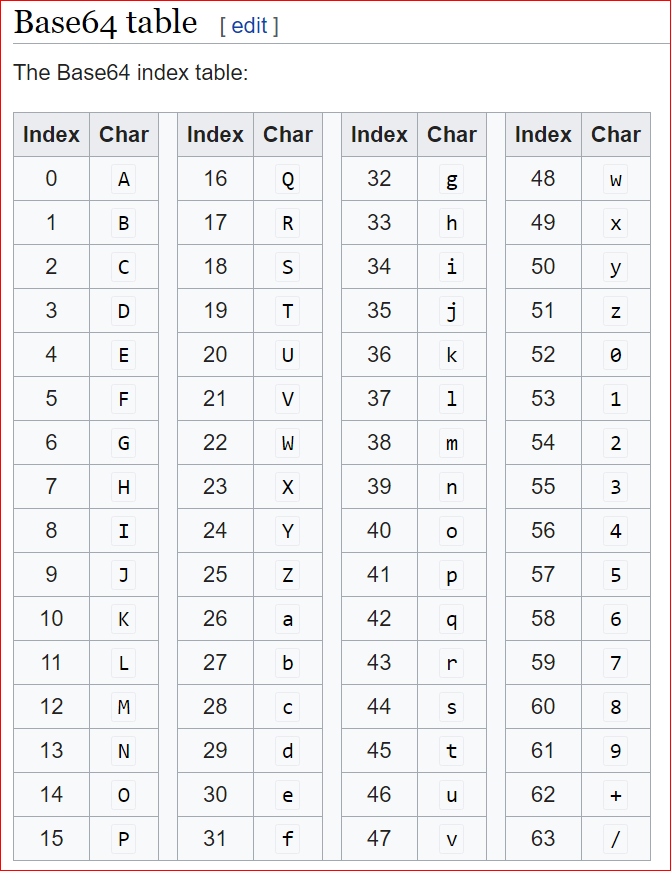 Base64 table [ edit ]
The Base64 index table:
Index Char Index Char Index Char Index Char
0 A 16 Q 32 g 48 w
1 B 17 R 33 h 49 x
2 C 18 S 34 i 50 y
3 D 19 T 35 j 51 z
4 E 20 U 36 k 52 0
5 F 21 V 37 l 53 1
6 G 22 W 38 m 54 2
7 H 23 X 39 n 55 3
8 I 24 Y 40 o 56 4
9 J 25 Z 41 p 57 5
10 K 26 a 42 q 58 6
11 L 27 b 43 r 59 7
12 M 28 c 44 s 60 8
13 N 29 d 45 t 61 9
14 O 30 e 46 u 62 +
15 P 31 f 47 v 63 /